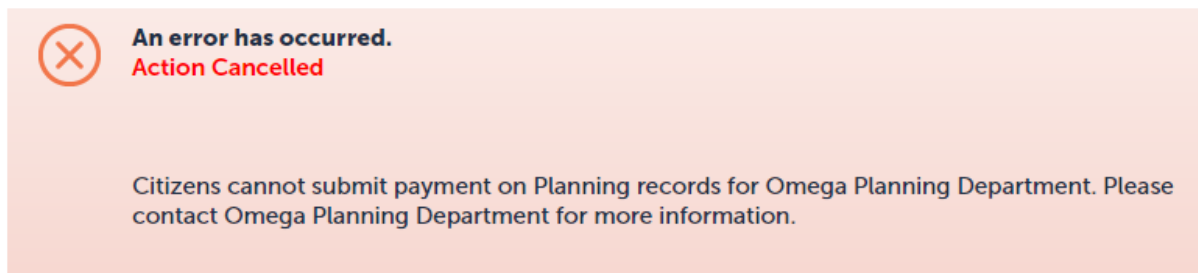 An error has occurred.
Action Cancelled
Citizens cannot submit payment on Planning records for Omega Planning Department. Please
contact Omega Planning Department for more information.